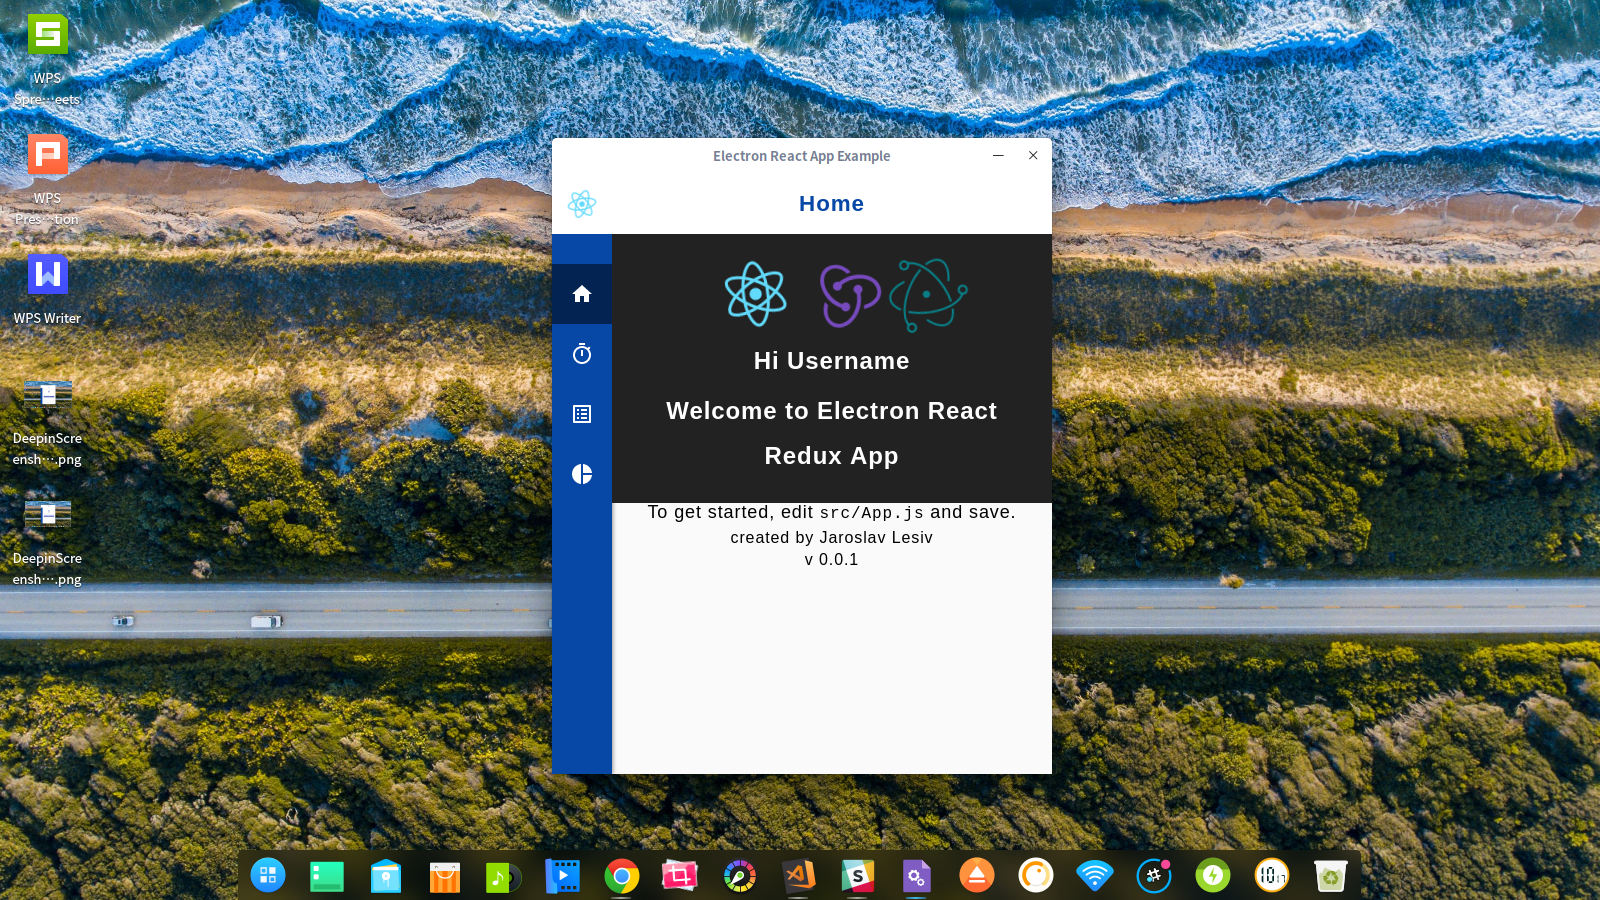 WPS
Spre···eets
WPS
Pres···tion
WPS Writer
DeepinScre
ensh···.png
DeepinScre
ensh···.png
Electron React App Example
Home
Hi Username
Welcome to Electron React
Redux App
To get started, edit src/App.js and save.
created by Jaroslav Lesiv
v 0.0.1